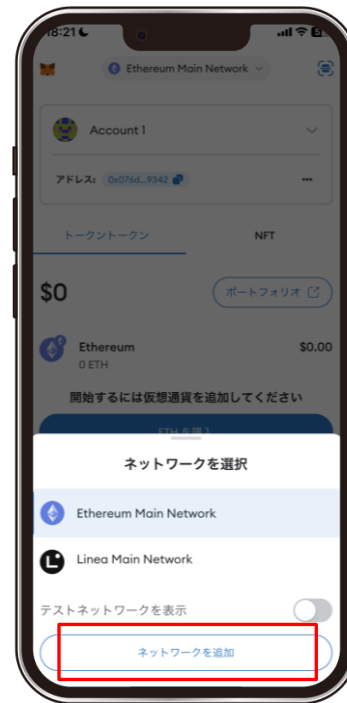 18:21
Ethereum Main Network
Account 1
アドレス: 0x076d...9342
トークントークン NFT
$0 ポートフォリオ
Ethereum $0.00
0 ETH
開始するには仮想通貨を追加してください
ETH を購入
ネットワークを選択
Ethereum Main Network
Linea Main Network
テストネットワークを表示
ネットワークを追加